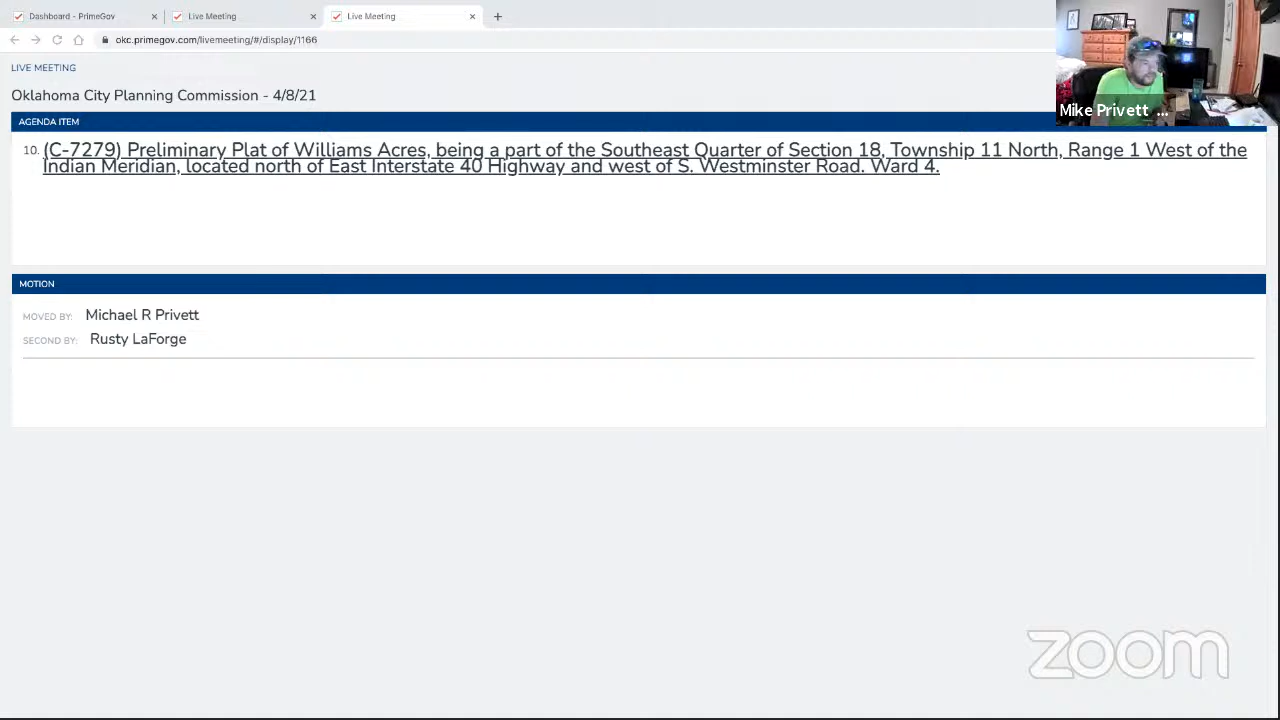 Dashboard - PrimeGov
Live Meeting
Live Meeting
okc.primegov.com/livemeeting/#/display/1166
LIVE MEETING
Oklahoma City Planning Commission - 4/8/21
Mike Privett ...
AGENDA ITEM
10. (C-7279) Preliminary Plat of Williams Acres, being a part of the Southeast Quarter of Section 18, Township 11 North, Range 1 West of the
Indian Meridian, located north of East Interstate 40 Highway and west of S. Westminster Road. Ward 4.
MOTION
MOVED BY: Michael R Privett
SECOND BY: Rusty LaForge
zoom